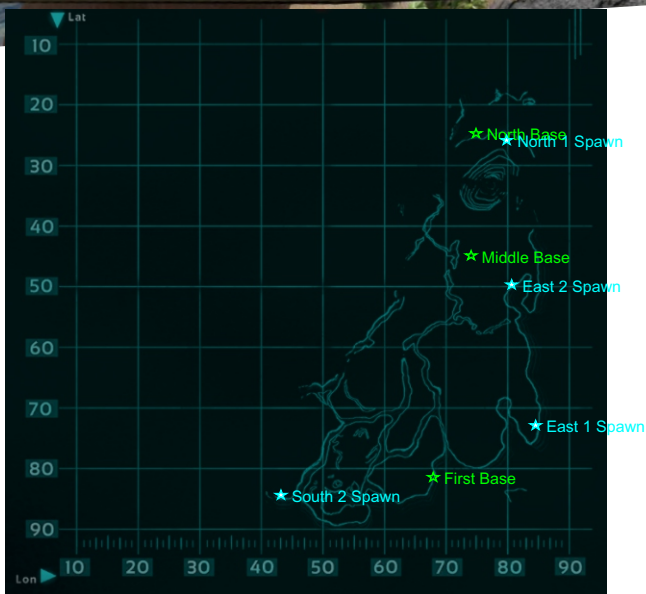 Lat
10
20
North Base
North 1 Spawn
30
40
Middle Base
50
East 2 Spawn
60
70
East 1 Spawn
80
First Base
South 2 Spawn
90
Lon
10 20 30 40 50 60 70 80 90